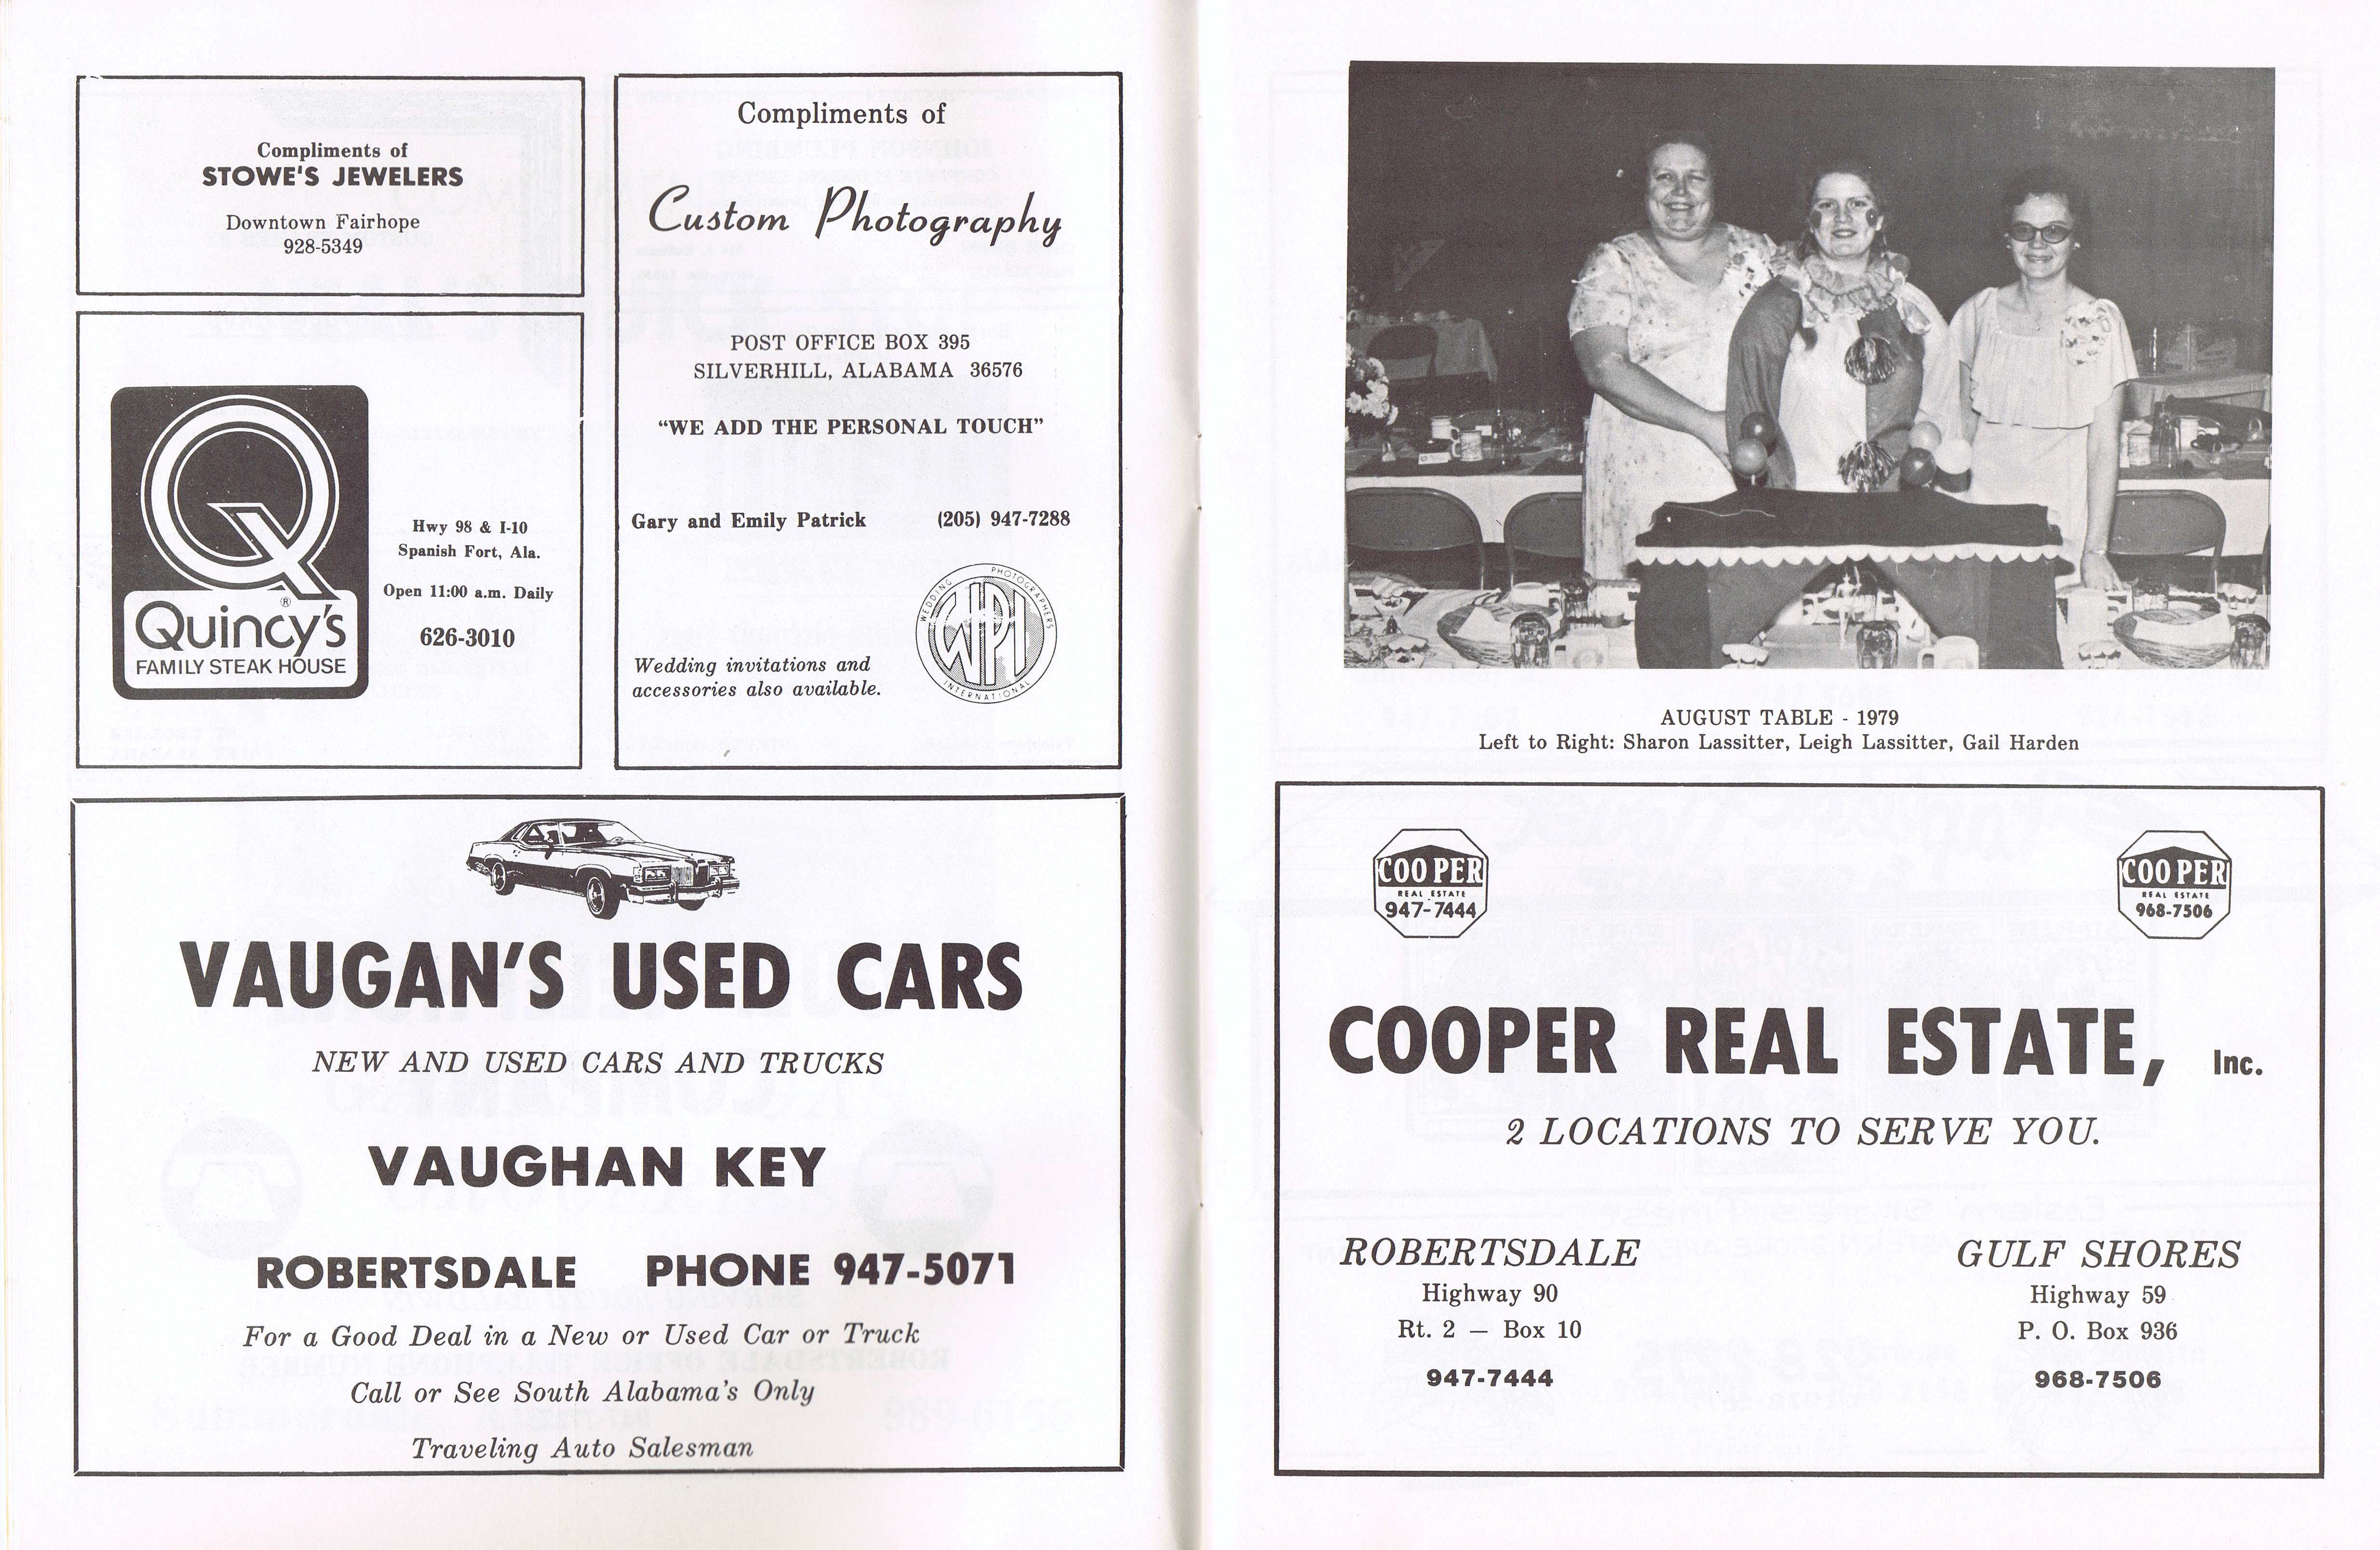 Compliments of
STOWE'S JEWELERS
Downtown Fairhope
928-5349
Quincy's
®
FAMILY STEAK HOUSE
Hwy 98 & I-10
Spanish Fort, Ala.
Open 11:00 a.m. Daily
626-3010
Compliments of
Custom Photography
POST OFFICE BOX 395
SILVERHILL, ALABAMA 36576
"WE ADD THE PERSONAL TOUCH"
Gary and Emily Patrick (205) 947-7288
Wedding invitations and
accessories also available.
WEDDING PHOTOGRAPHERS
WPI
INTERNATIONAL
VAUGAN'S USED CARS
NEW AND USED CARS AND TRUCKS
VAUGHAN KEY
ROBERTSDALE PHONE 947-5071
For a Good Deal in a New or Used Car or Truck
Call or See South Alabama's Only
Traveling Auto Salesman
AUGUST TABLE - 1979
Left to Right: Sharon Lassitter, Leigh Lassitter, Gail Harden
COOPER
REAL ESTATE
947-7444
COOPER
REAL ESTATE
968-7506
COOPER REAL ESTATE, Inc.
2 LOCATIONS TO SERVE YOU.
ROBERTSDALE
Highway 90
Rt. 2 — Box 10
947-7444
GULF SHORES
Highway 59
P. O. Box 936
968-7506